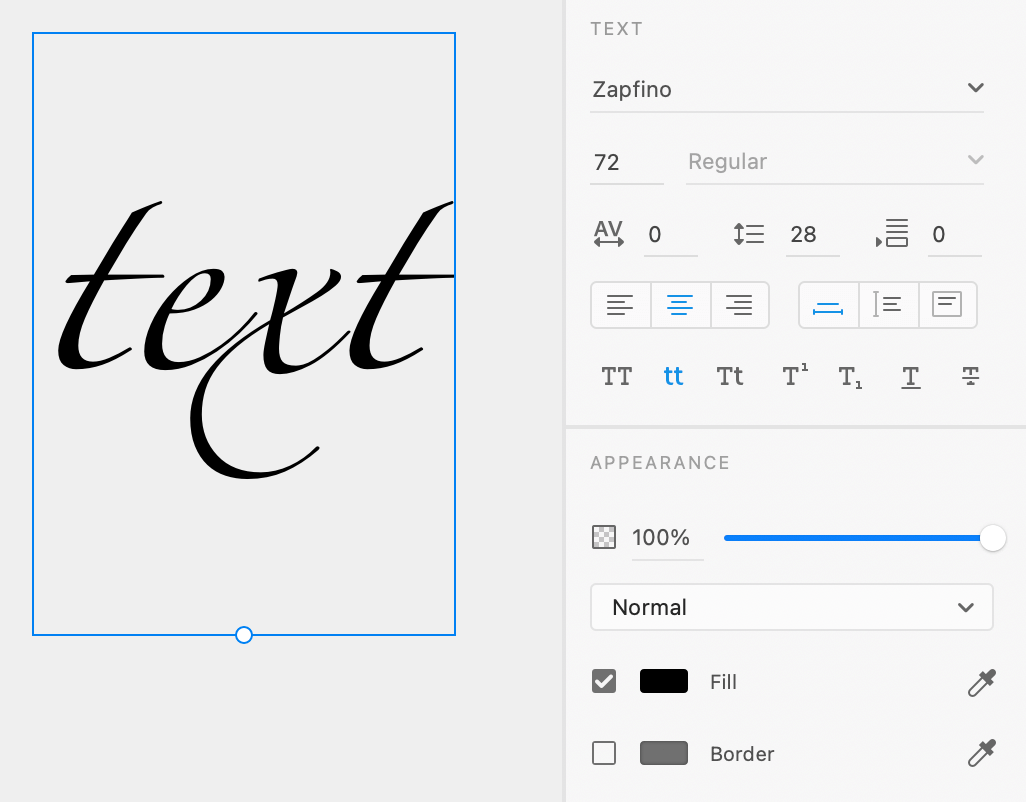 text
TEXT
Zapfino
72 Regular
AV 0 28 0
TT tt Tt T¹ T₁ T T
APPEARANCE
100%
Normal
Fill
Border